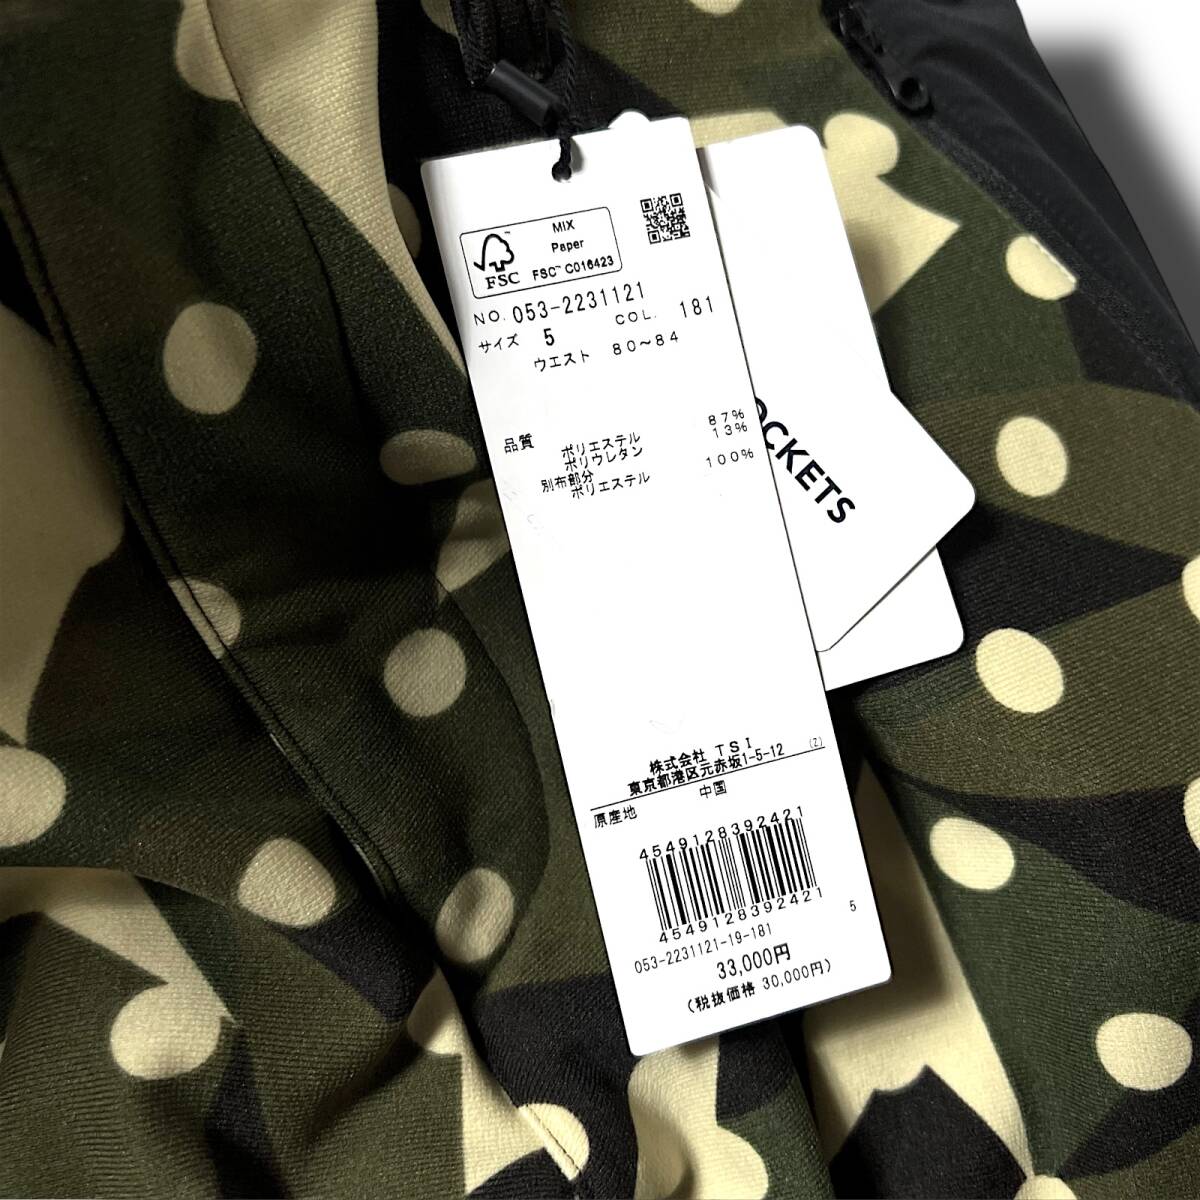 MIX
Paper
FSC™ C016423
FSC
NO. 053-2231121
サイズ 5 COL. 181
ウエスト 80〜84
品質
ポリエステル 87%
ポリウレタン 13%
別布部分
ポリエステル 100%
OCKETS
株式会社 TSI
東京都港区元赤坂1-5-12 (Z)
原産地 中国
4549128392421
4549128392421
053-2231121-19-181 5
33,000円
(税抜価格 30,000円)